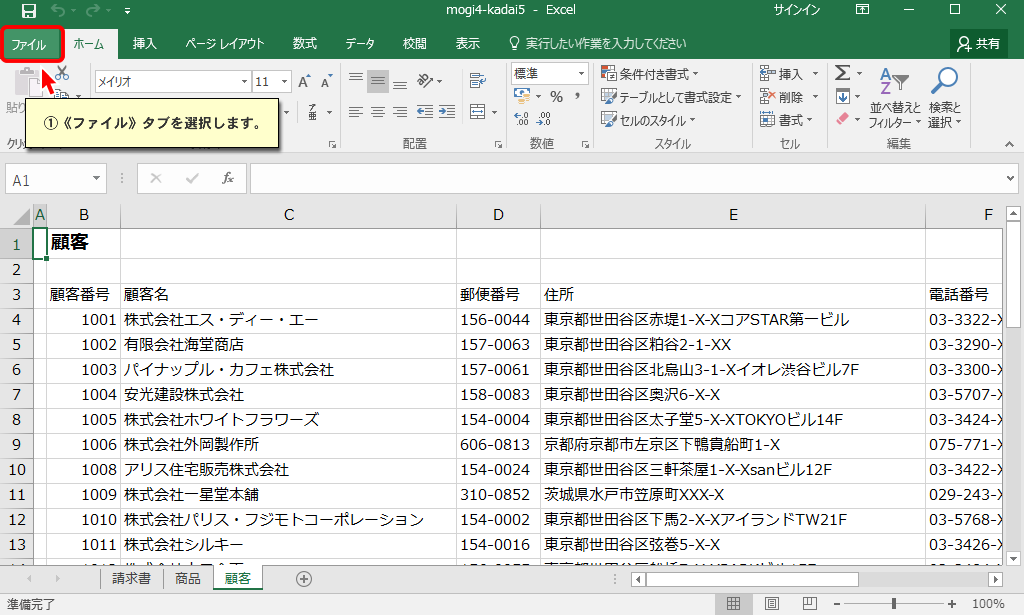 mogi4-kadai5 - Excel
サインイン
ファイル ホーム 挿入 ページ レイアウト 数式 データ 校閲 表示 実行したい作業を入力してください 共有
メイリオ 11
標準
条件付き書式
テーブルとして書式設定
セルのスタイル
挿入
削除
書式
並べ替えと
フィルター
検索と
選択
①《ファイル》タブを選択します。
配置 数値 スタイル セル 編集
A1
fx
A B C D E F
1 顧客
2
3 顧客番号 顧客名 郵便番号 住所 電話番号
4 1001 株式会社エス・ディー・エー 156-0044 東京都世田谷区赤堤1-X-XコアSTAR第一ビル 03-3322-X
5 1002 有限会社海堂商店 157-0063 東京都世田谷区粕谷2-1-XX 03-3290-X
6 1003 パイナップル・カフェ株式会社 157-0061 東京都世田谷区北烏山3-1-Xイオレ渋谷ビル7F 03-3300-X
7 1004 安光建設株式会社 158-0083 東京都世田谷区奥沢6-X-X 03-5707-X
8 1005 株式会社ホワイトフラワーズ 154-0004 東京都世田谷区太子堂5-X-XTOKYOビル14F 03-3424-X
9 1006 株式会社外岡製作所 606-0813 京都府京都市左京区下鴨貴船町1-X 075-771-X
10 1008 アリス住宅販売株式会社 154-0024 東京都世田谷区三軒茶屋1-X-Xsanビル12F 03-3422-X
11 1009 株式会社一星堂本舗 310-0852 茨城県水戸市笠原町XXX-X 029-243-X
12 1010 株式会社パリス・フジモトコーポレーション 154-0002 東京都世田谷区下馬2-X-XアイランドTW21F 03-5768-X
13 1011 株式会社シルキー 154-0016 東京都世田谷区弦巻5-X-X 03-3426-X
請求書 商品 顧客
準備完了 100%